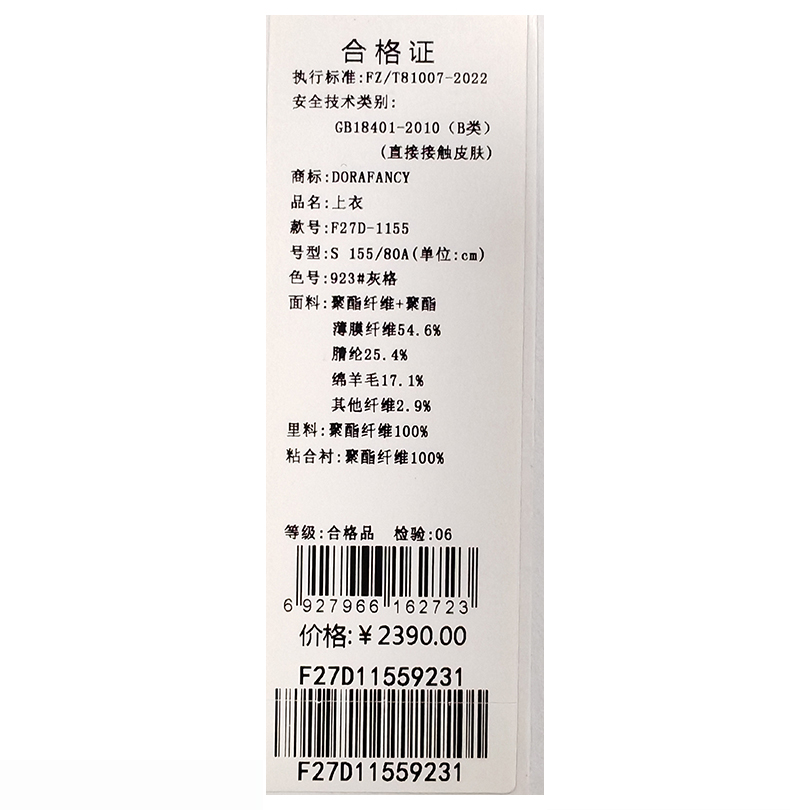 合格证
执行标准:FZ/T81007-2022
安全技术类别:
GB18401-2010（B类）
(直接接触皮肤)
商标:DORAFANCY
品名:上衣
款号:F27D-1155
号型:S 155/80A(单位:cm)
色号:923#灰格
面料:聚酯纤维+聚酯
薄膜纤维54.6%
腈纶25.4%
绵羊毛17.1%
其他纤维2.9%
里料:聚酯纤维100%
粘合衬:聚酯纤维100%
等级:合格品 检验:06
6 927966 162723
价格:￥2390.00
F27D11559231
F27D11559231